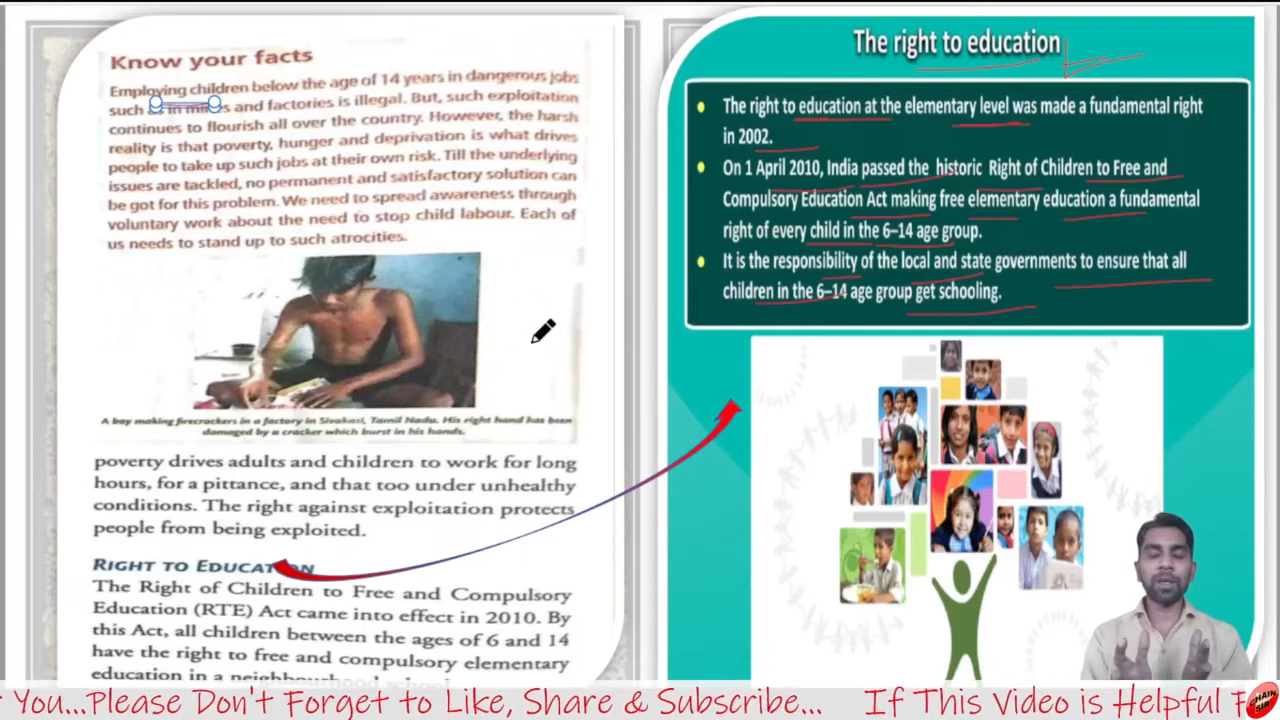 Know your facts
Employing children below the age of 14 years in dangerous jobs
such as in mines and factories is illegal. But, such exploitation
continues to flourish all over the country. However, the harsh
reality is that poverty, hunger and deprivation is what drives
people to take up such jobs at their own risk. Till the underlying
issues are tackled, no permanent and satisfactory solution can
be got for this problem. We need to spread awareness through
voluntary work about the need to stop child labour. Each of
us needs to stand up to such atrocities.
A boy making firecrackers in a factory in Sivakasi, Tamil Nadu. His right hand has been
damaged by a cracker which burst in his hands.
poverty drives adults and children to work for long
hours, for a pittance, and that too under unhealthy
conditions. The right against exploitation protects
people from being exploited.
RIGHT TO EDUCATION
The Right of Children to Free and Compulsory
Education (RTE) Act came into effect in 2010. By
this Act, all children between the ages of 6 and 14
have the right to free and compulsory elementary
education in a neighbourhood school
The right to education
The right to education at the elementary level was made a fundamental right
in 2002.
On 1 April 2010, India passed the historic Right of Children to Free and
Compulsory Education Act making free elementary education a fundamental
right of every child in the 6–14 age group.
It is the responsibility of the local and state governments to ensure that all
children in the 6–14 age group get schooling.
You...Please Don't Forget to Like, Share & Subscribe... If This Video is Helpful
CHAIN
SIR